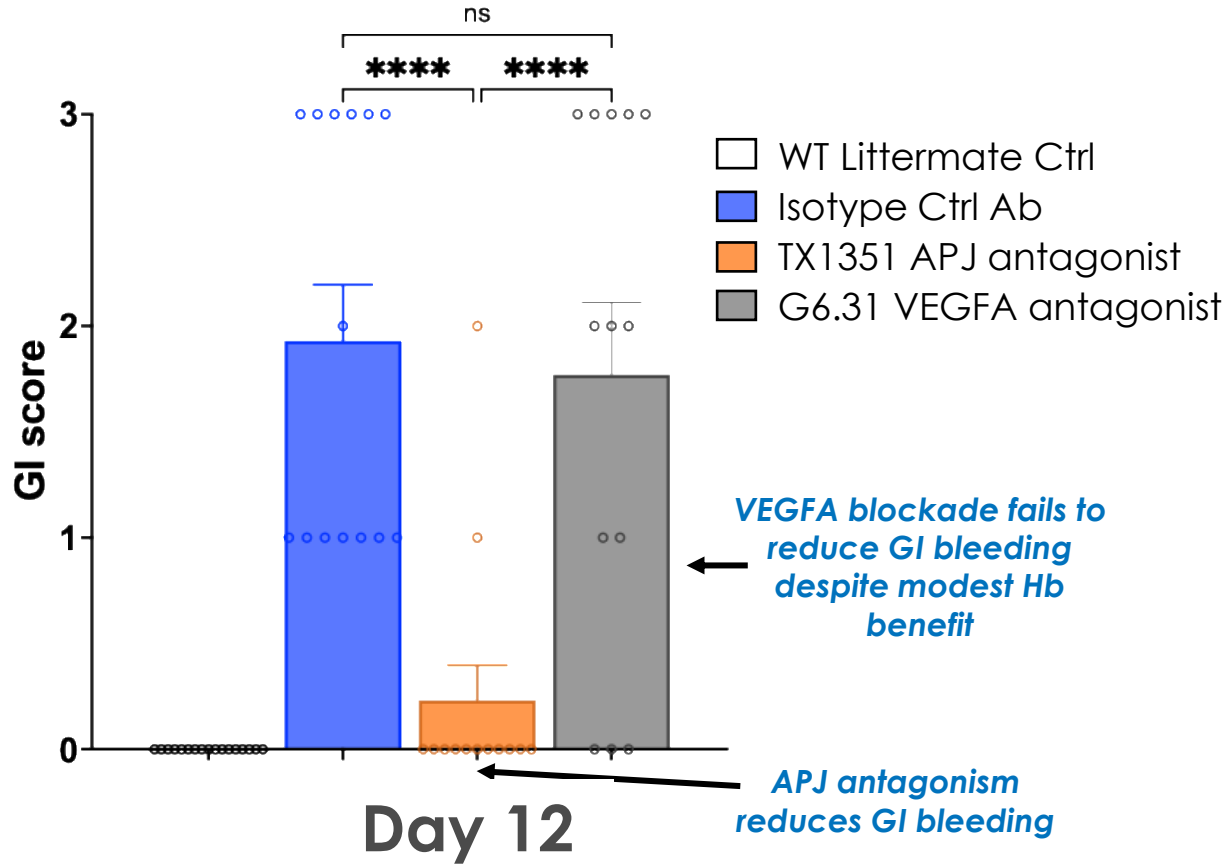 ns
**** ****
3
2
1
0
GI score
WT Littermate Ctrl
Isotype Ctrl Ab
TX1351 APJ antagonist
G6.31 VEGFA antagonist
VEGFA blockade fails to
reduce GI bleeding
despite modest Hb
benefit
APJ antagonism
reduces GI bleeding
Day 12